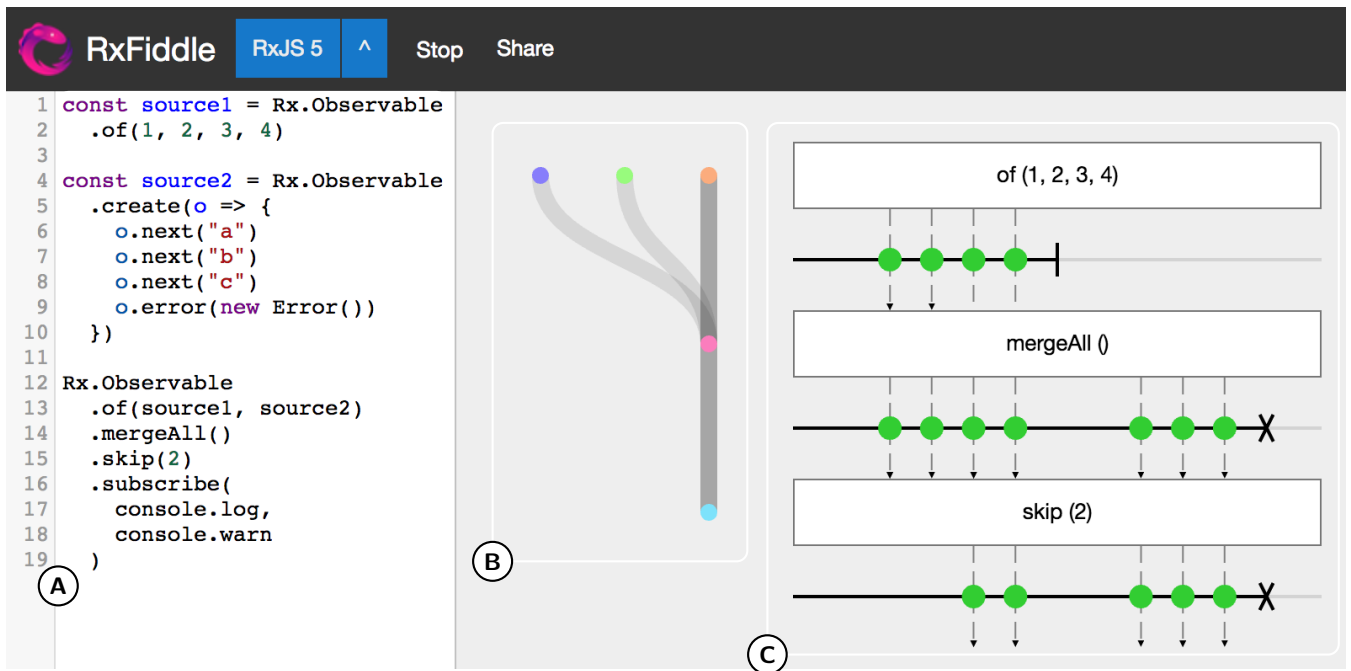 RxFiddle RxJS 5 ^ Stop Share
1 const source1 = Rx.Observable
2   .of(1, 2, 3, 4)
3
4 const source2 = Rx.Observable
5   .create(o => {
6     o.next("a")
7     o.next("b")
8     o.next("c")
9     o.error(new Error())
10   })
11
12 Rx.Observable
13   .of(source1, source2)
14   .mergeAll()
15   .skip(2)
16   .subscribe(
17     console.log,
18     console.warn
19   )
A
B
of (1, 2, 3, 4)
mergeAll ()
skip (2)
C